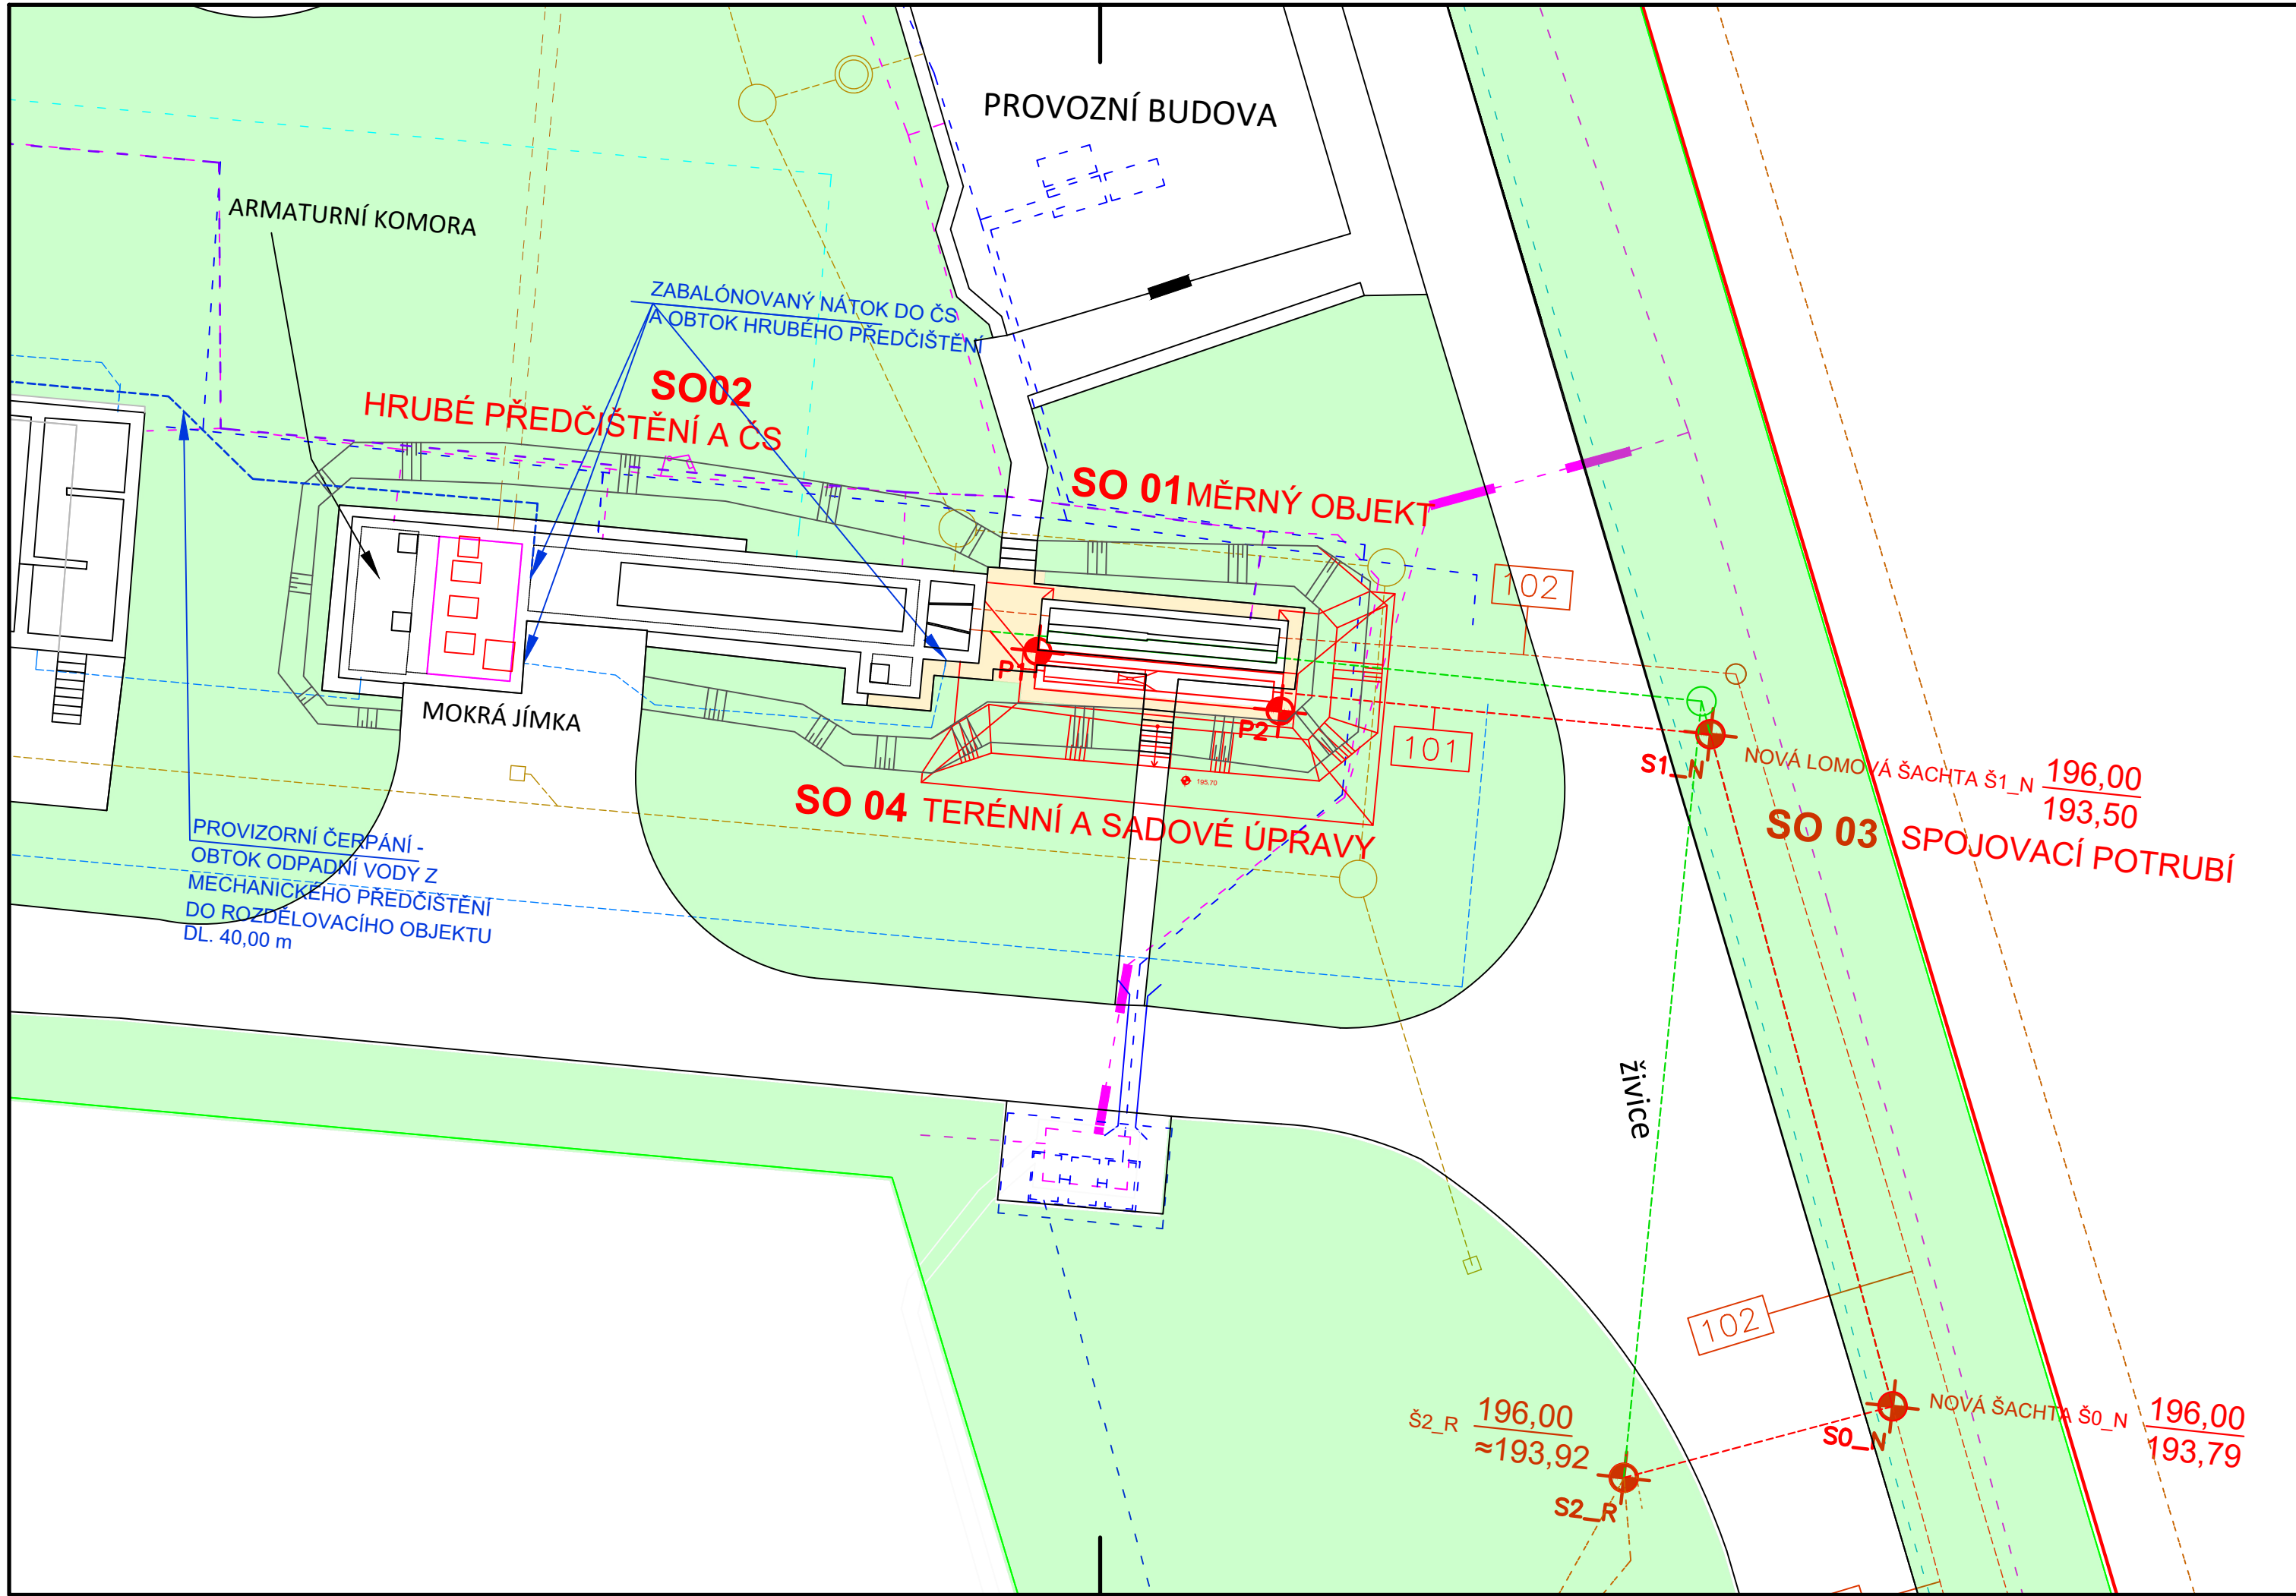 PROVOZNÍ BUDOVA
ARMATURNÍ KOMORA
ZABALÓNOVANÝ NÁTOK DO ČS
A OBTOK HRUBÉHO PŘEDČIŠTĚNÍ
SO02
HRUBÉ PŘEDČIŠTĚNÍ A ČS
SO 01 MĚRNÝ OBJEKT
102
P1
P2
101
MOKRÁ JÍMKA
S1_N
NOVÁ LOMOVÁ ŠACHTA Š1_N
196,00
193,50
195.70
SO 04 TERÉNNÍ A SADOVÉ ÚPRAVY
SO 03 SPOJOVACÍ POTRUBÍ
PROVIZORNÍ ČERPÁNÍ -
OBTOK ODPADNÍ VODY Z
MECHANICKÉHO PŘEDČIŠTĚNÍ
DO ROZDĚLOVACÍHO OBJEKTU
DL. 40,00 m
živice
102
Š2_R
196,00
≈193,92
S2_R
S0_N
NOVÁ ŠACHTA Š0_N
196,00
193,79